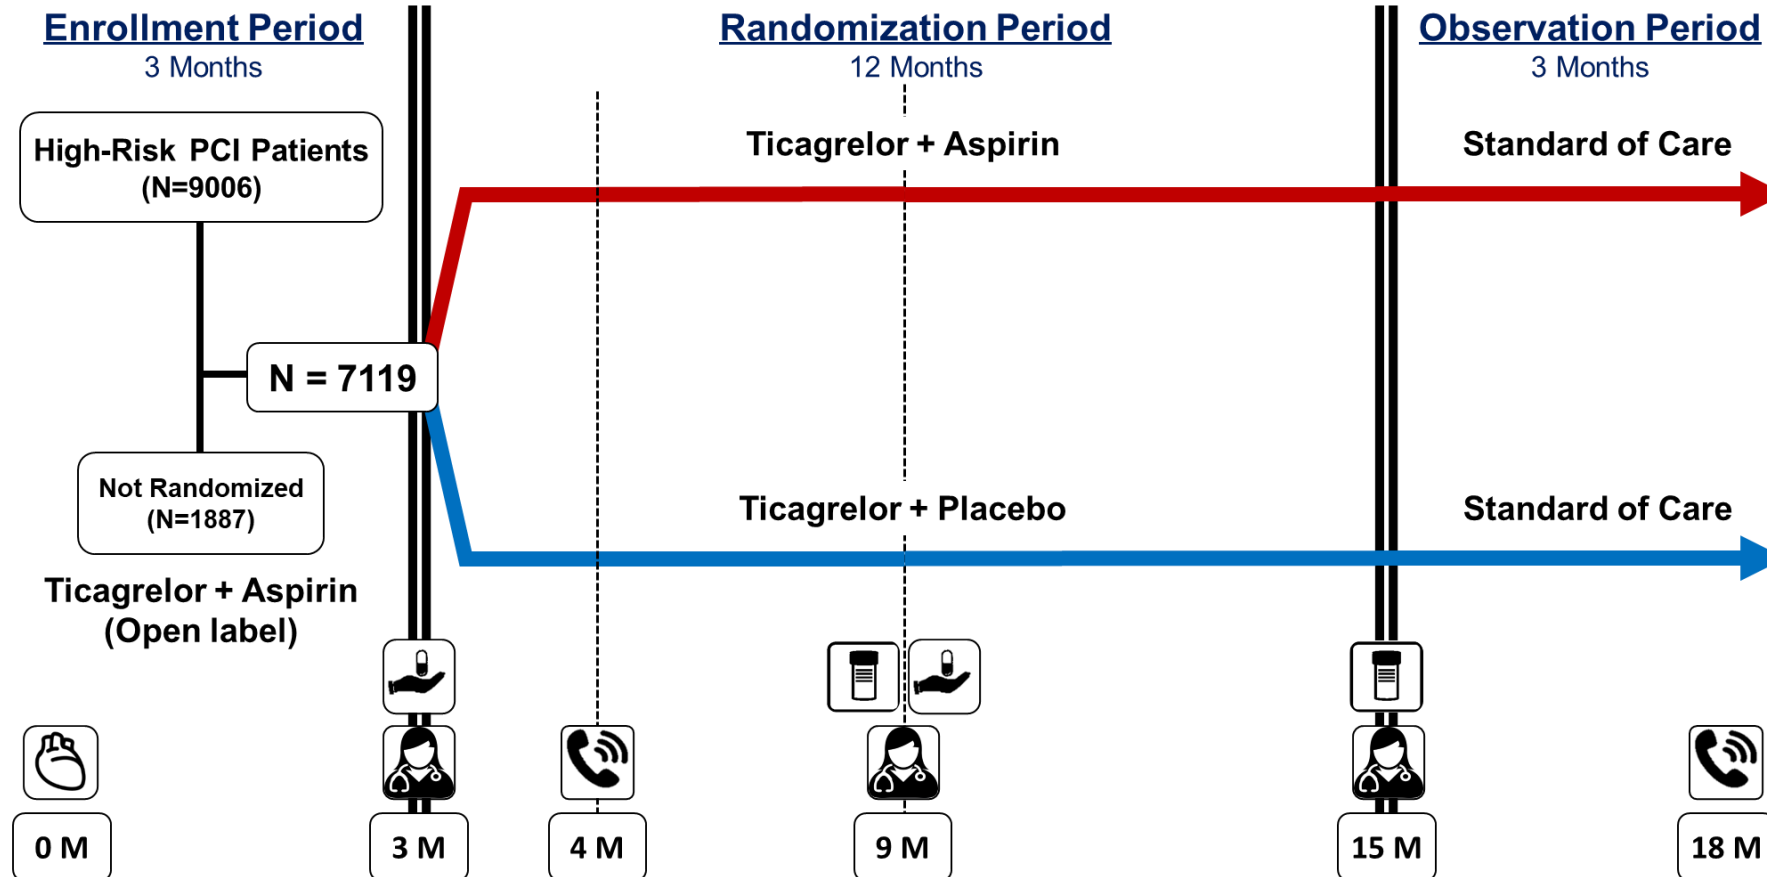 Enrollment Period
3 Months
Randomization Period
12 Months
Observation Period
3 Months
High-Risk PCI Patients
(N=9006)
Ticagrelor + Aspirin
Standard of Care
N = 7119
Not Randomized
(N=1887)
Ticagrelor + Placebo
Standard of Care
Ticagrelor + Aspirin
(Open label)
0 M
3 M
4 M
9 M
15 M
18 M